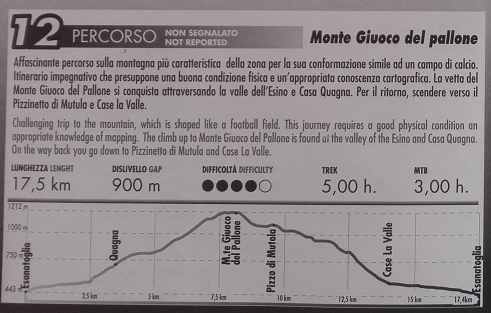 12 PERCORSO NON SEGNALATO
NOT REPORTED
Monte Giuoco del pallone
Affascinante percorso sulla montagna più caratteristica della zona per la sua conformazione simile ad un campo di calcio.
Itinerario impegnativo che presuppone una buona condizione fisica e un'appropriata conoscenza cartografica. La vetta del
Monte Giuoco del Pallone si conquista attraversando la valle dell'Esino e Casa Quagna. Per il ritorno, scendere verso il
Pizzinetto di Mutula e Case la Valle.
Challenging trip to the mountain, which is shaped like a football field. This journey requires a good physical condition an
appropriate knowledge of mapping. The climb up to Monte Giuoco del Pallone is found at the valley of the Esino and Casa Quagna.
On the way back you go down to Pizzinetto di Mutula and Case La Valle.
LUNGHEZZA LENGHT DISLIVELLO GAP DIFFICOLTÀ DIFFICULTY TREK MTB
17,5 km 900 m 5,00 h. 3,00 h.
1212 m
1000 m
750 m
443 m
Esanatoglia
Quagna
M.te Giuoco
del Pallone
Pizzo di Mutola
Case La Valle
Esanatoglia
2,5 km 5 km 7,5 km 10 km 12,5 km 15 km 17,4km